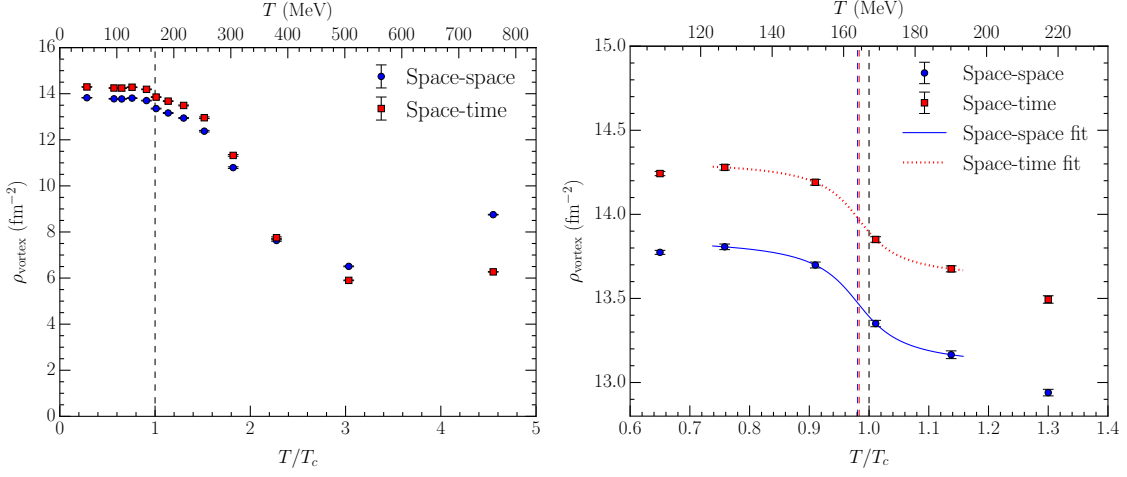 T (MeV)
0 100 200 300 400 500 600 700 800
16
14
12
10
8
6
4
2
0
ρvortex (fm−2)
Space-space
Space-time
0 1 2 3 4 5
T/Tc
T (MeV)
120 140 160 180 200 220
15.0
14.5
14.0
13.5
13.0
ρvortex (fm−2)
Space-space
Space-time
Space-space fit
Space-time fit
0.6 0.7 0.8 0.9 1.0 1.1 1.2 1.3 1.4
T/Tc